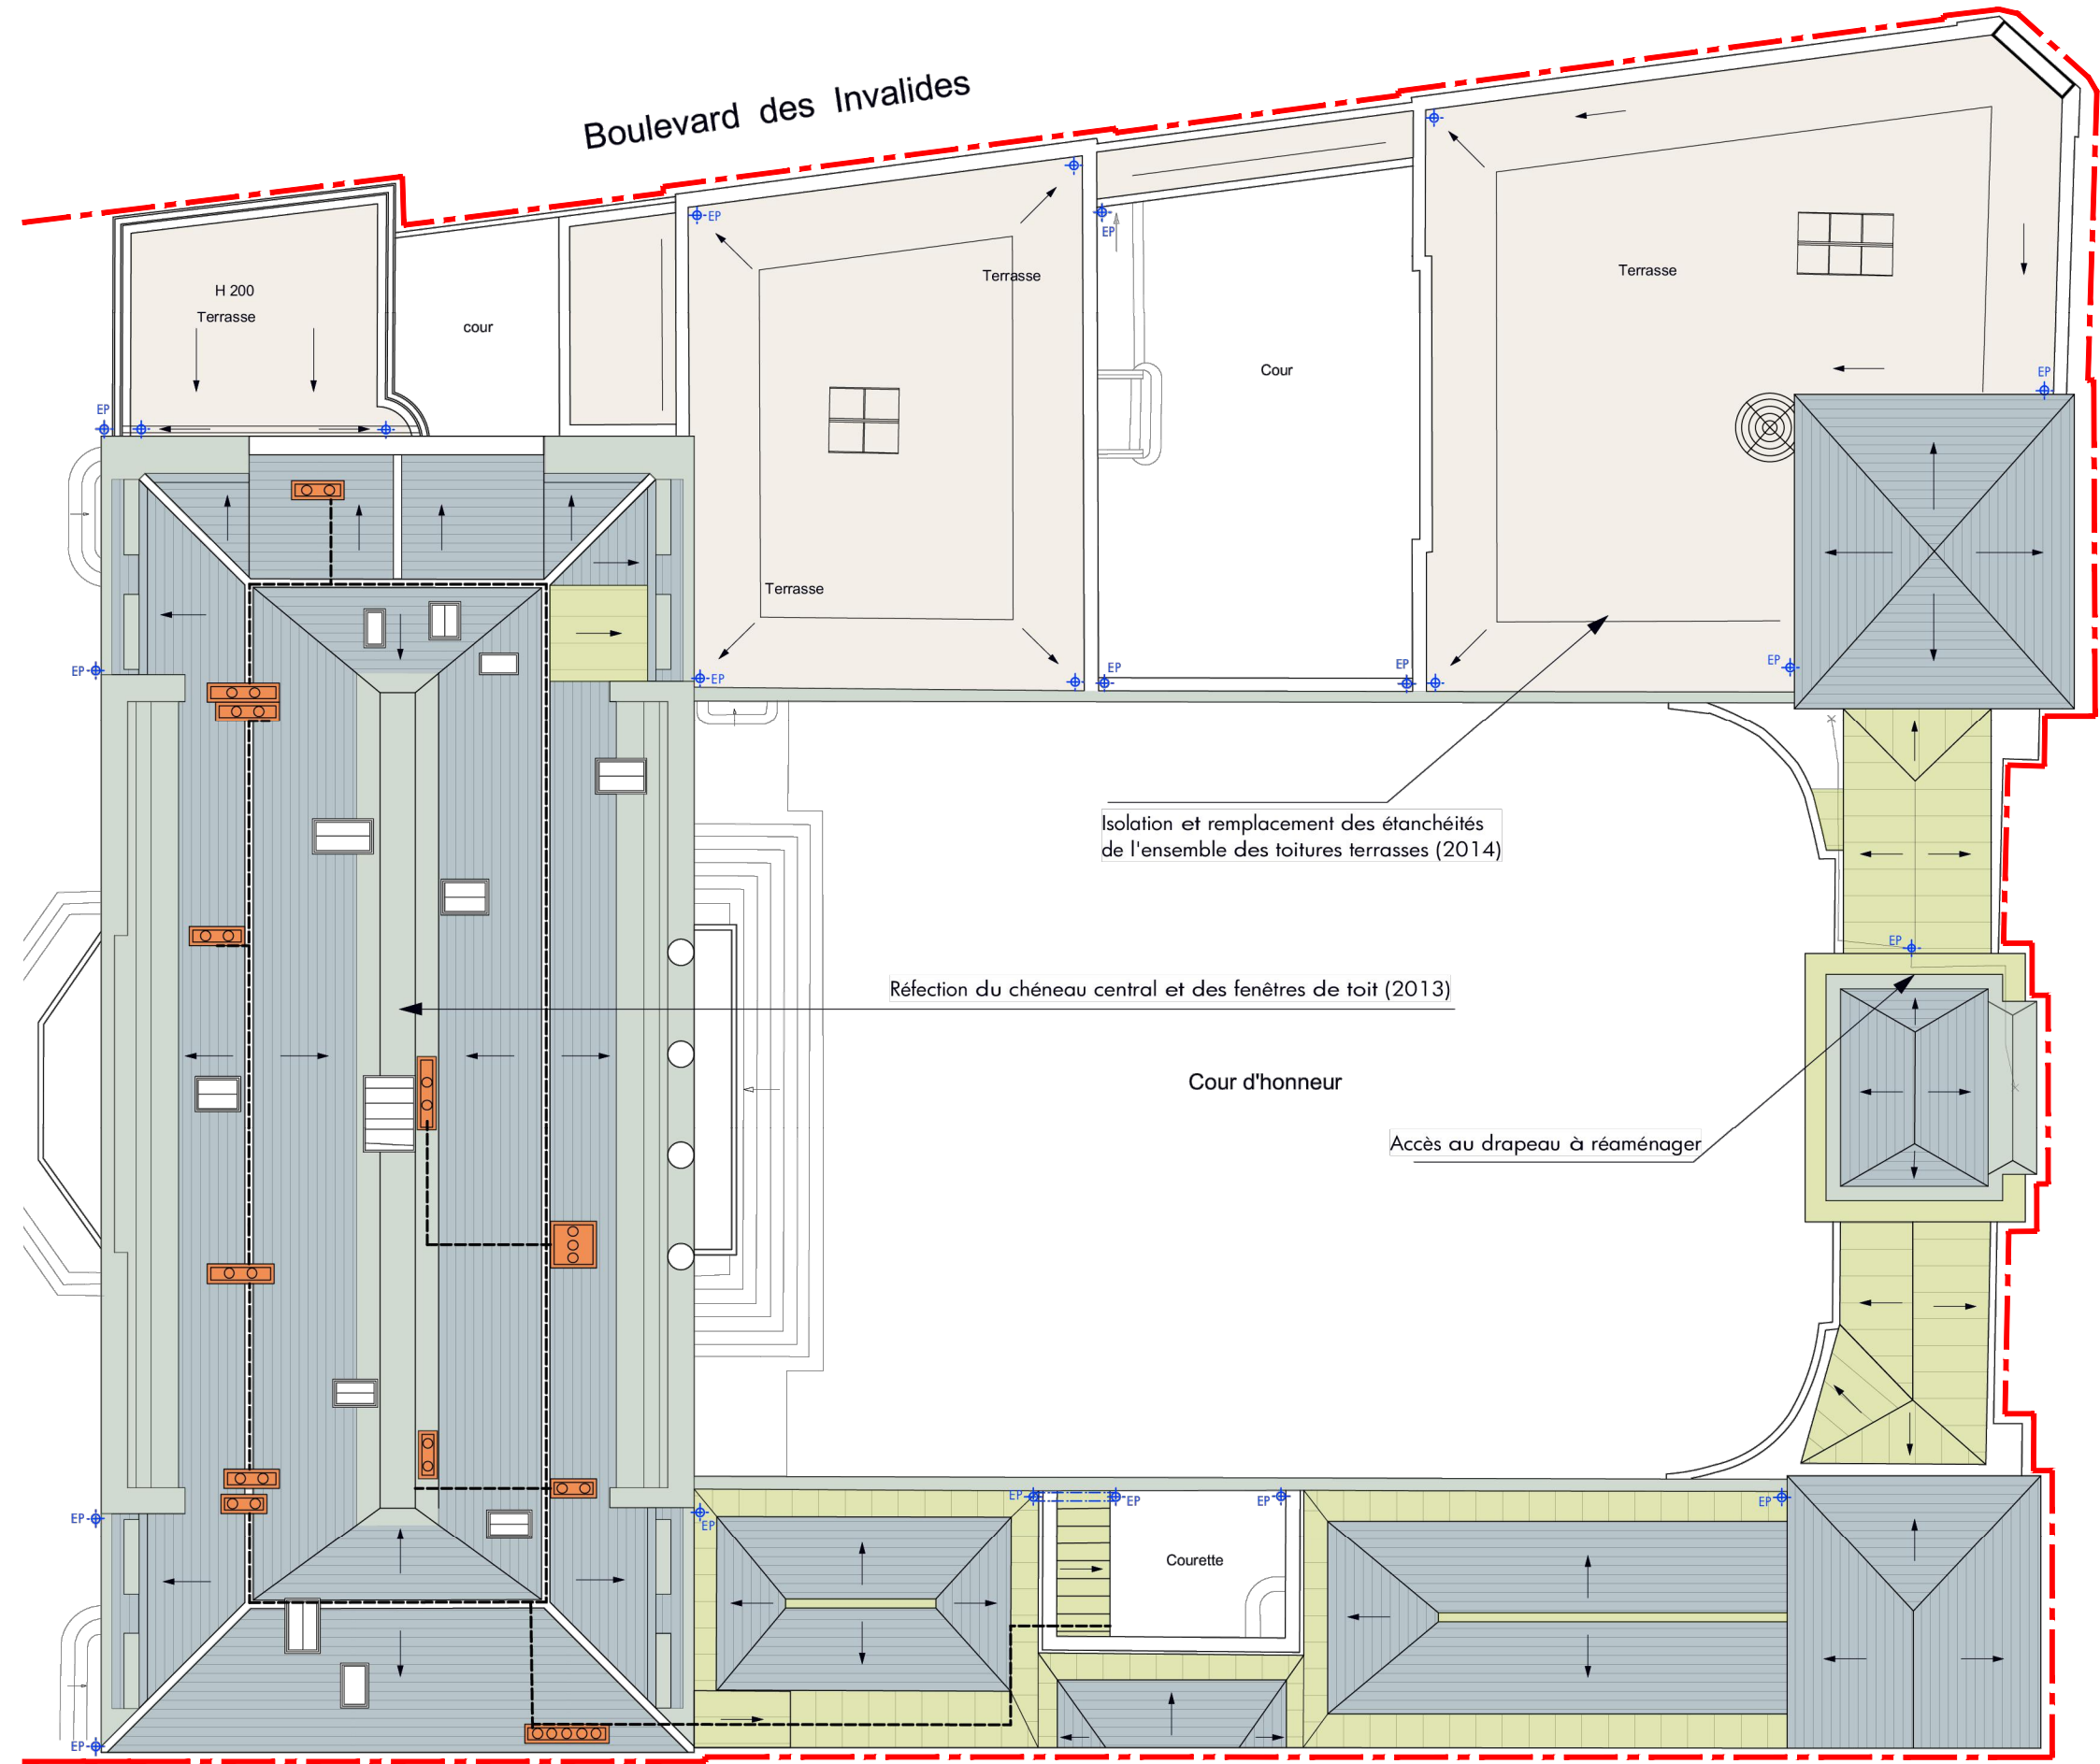 Boulevard des Invalides
H 200
Terrasse
cour
EP
Terrasse
EP
Cour
Terrasse
EP
EP
Terrasse
EP
EP
EP
EP
EP
Isolation et remplacement des étanchéités
de l'ensemble des toitures terrasses (2014)
EP
Réfection du chéneau central et des fenêtres de toit (2013)
Cour d'honneur
Accès au drapeau à réaménager
EP
EP
EP
EP
EP
EP
Courette
EP